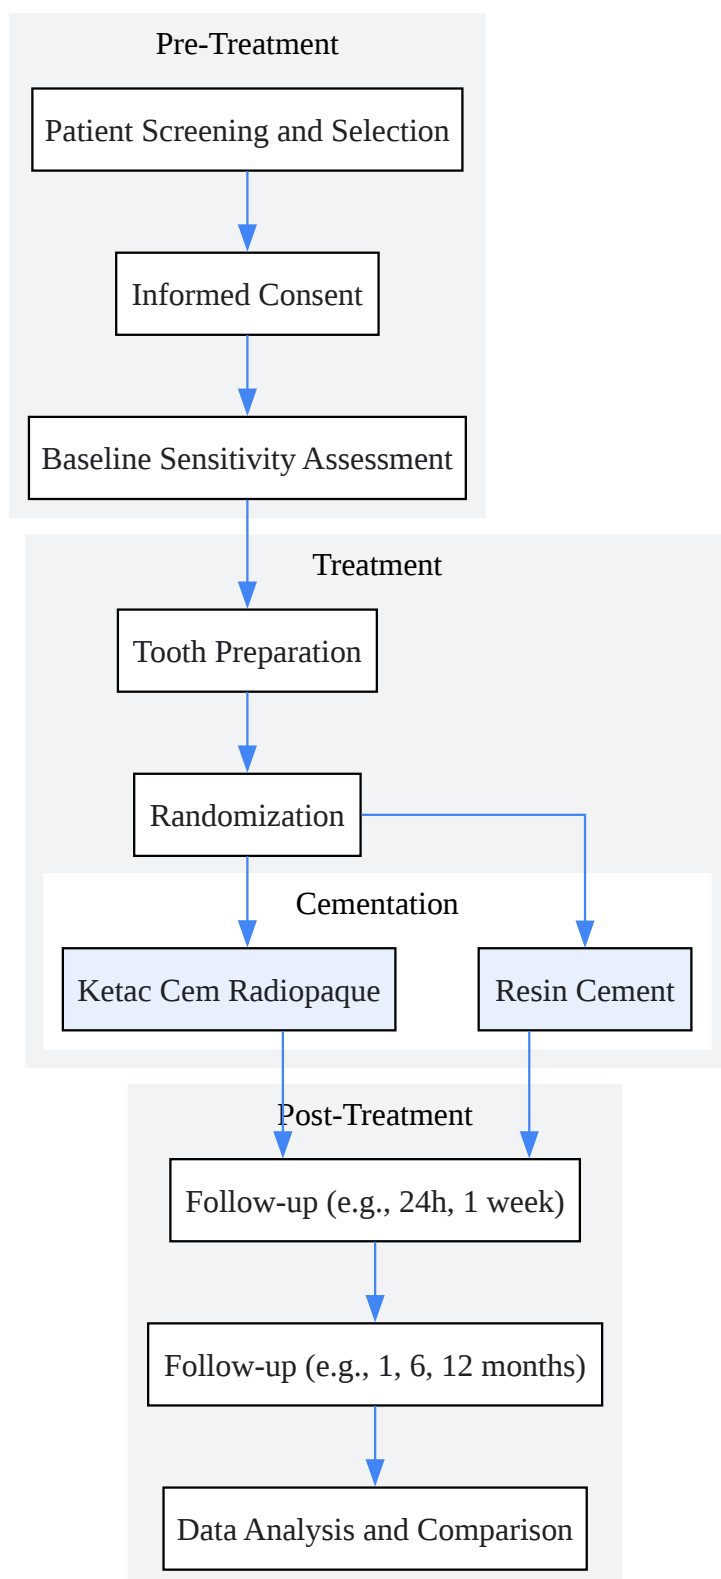 Pre-Treatment
Patient Screening and Selection
Informed Consent
Baseline Sensitivity Assessment
Treatment
Tooth Preparation
Randomization
Cementation
Ketac Cem Radiopaque
Resin Cement
Post-Treatment
Follow-up (e.g., 24h, 1 week)
Follow-up (e.g., 1, 6, 12 months)
Data Analysis and Comparison